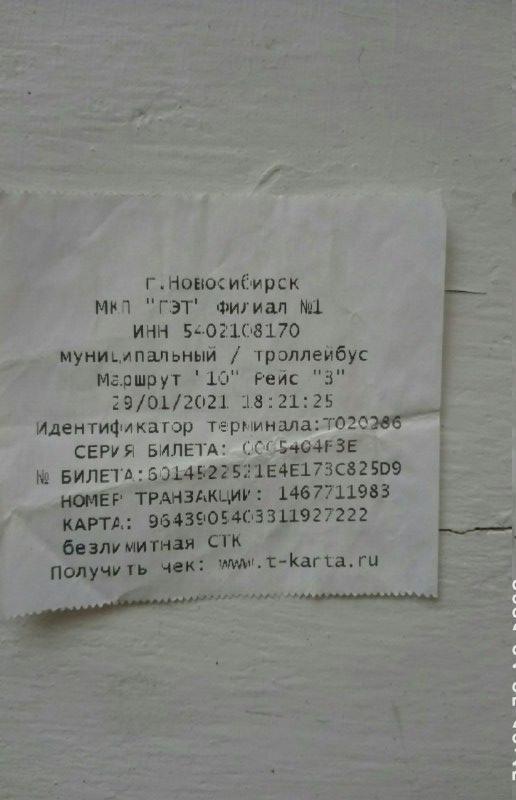 г.Новосибирск
МКП "ГЭТ" филиал №1
ИНН 5402108170
муниципальный / троллейбус
Маршрут "10" Рейс "3"
29/01/2021 18:21:25
Идентификатор терминала:T020286
СЕРИЯ БИЛЕТА: 0005404F3E
№ БИЛЕТА:6014522521E4E173C825D9
НОМЕР ТРАНЗАКЦИИ: 1467711983
КАРТА: 9643905403311927222
безлимитная СТК
Получить чек: www.t-karta.ru